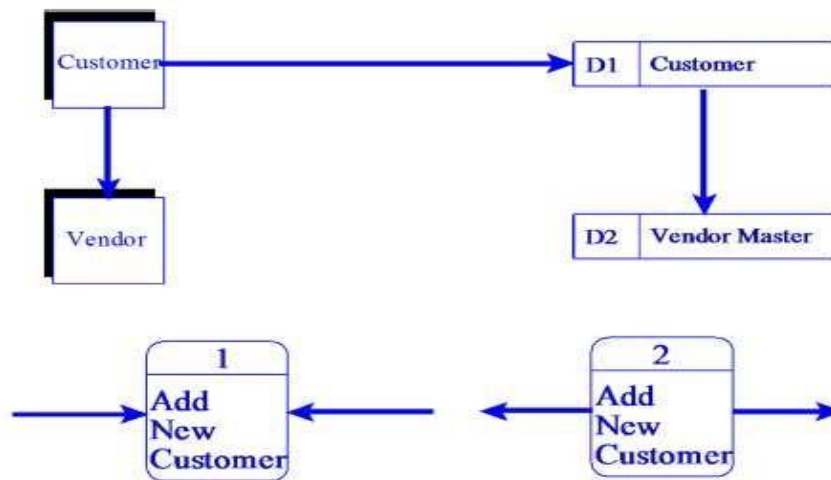 Customer
D1 Customer
Vendor
D2 Vendor Master
1
Add
New
Customer
2
Add
New
Customer